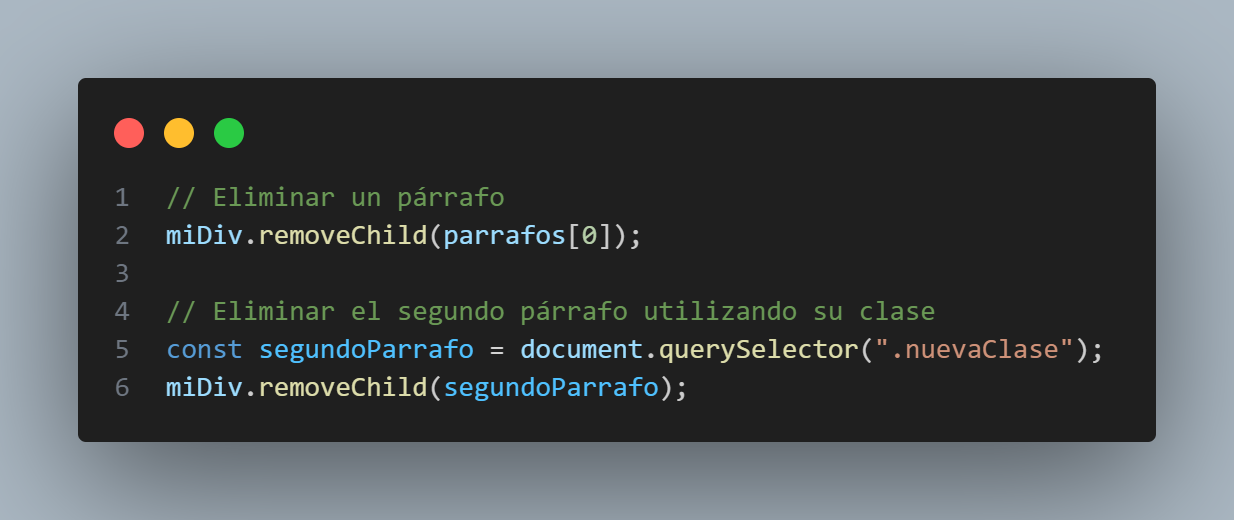 1 // Eliminar un párrafo
2 miDiv.removeChild(parrafos[0]);
3
4 // Eliminar el segundo párrafo utilizando su clase
5 const segundoParrafo = document.querySelector(".nuevaClase");
6 miDiv.removeChild(segundoParrafo);